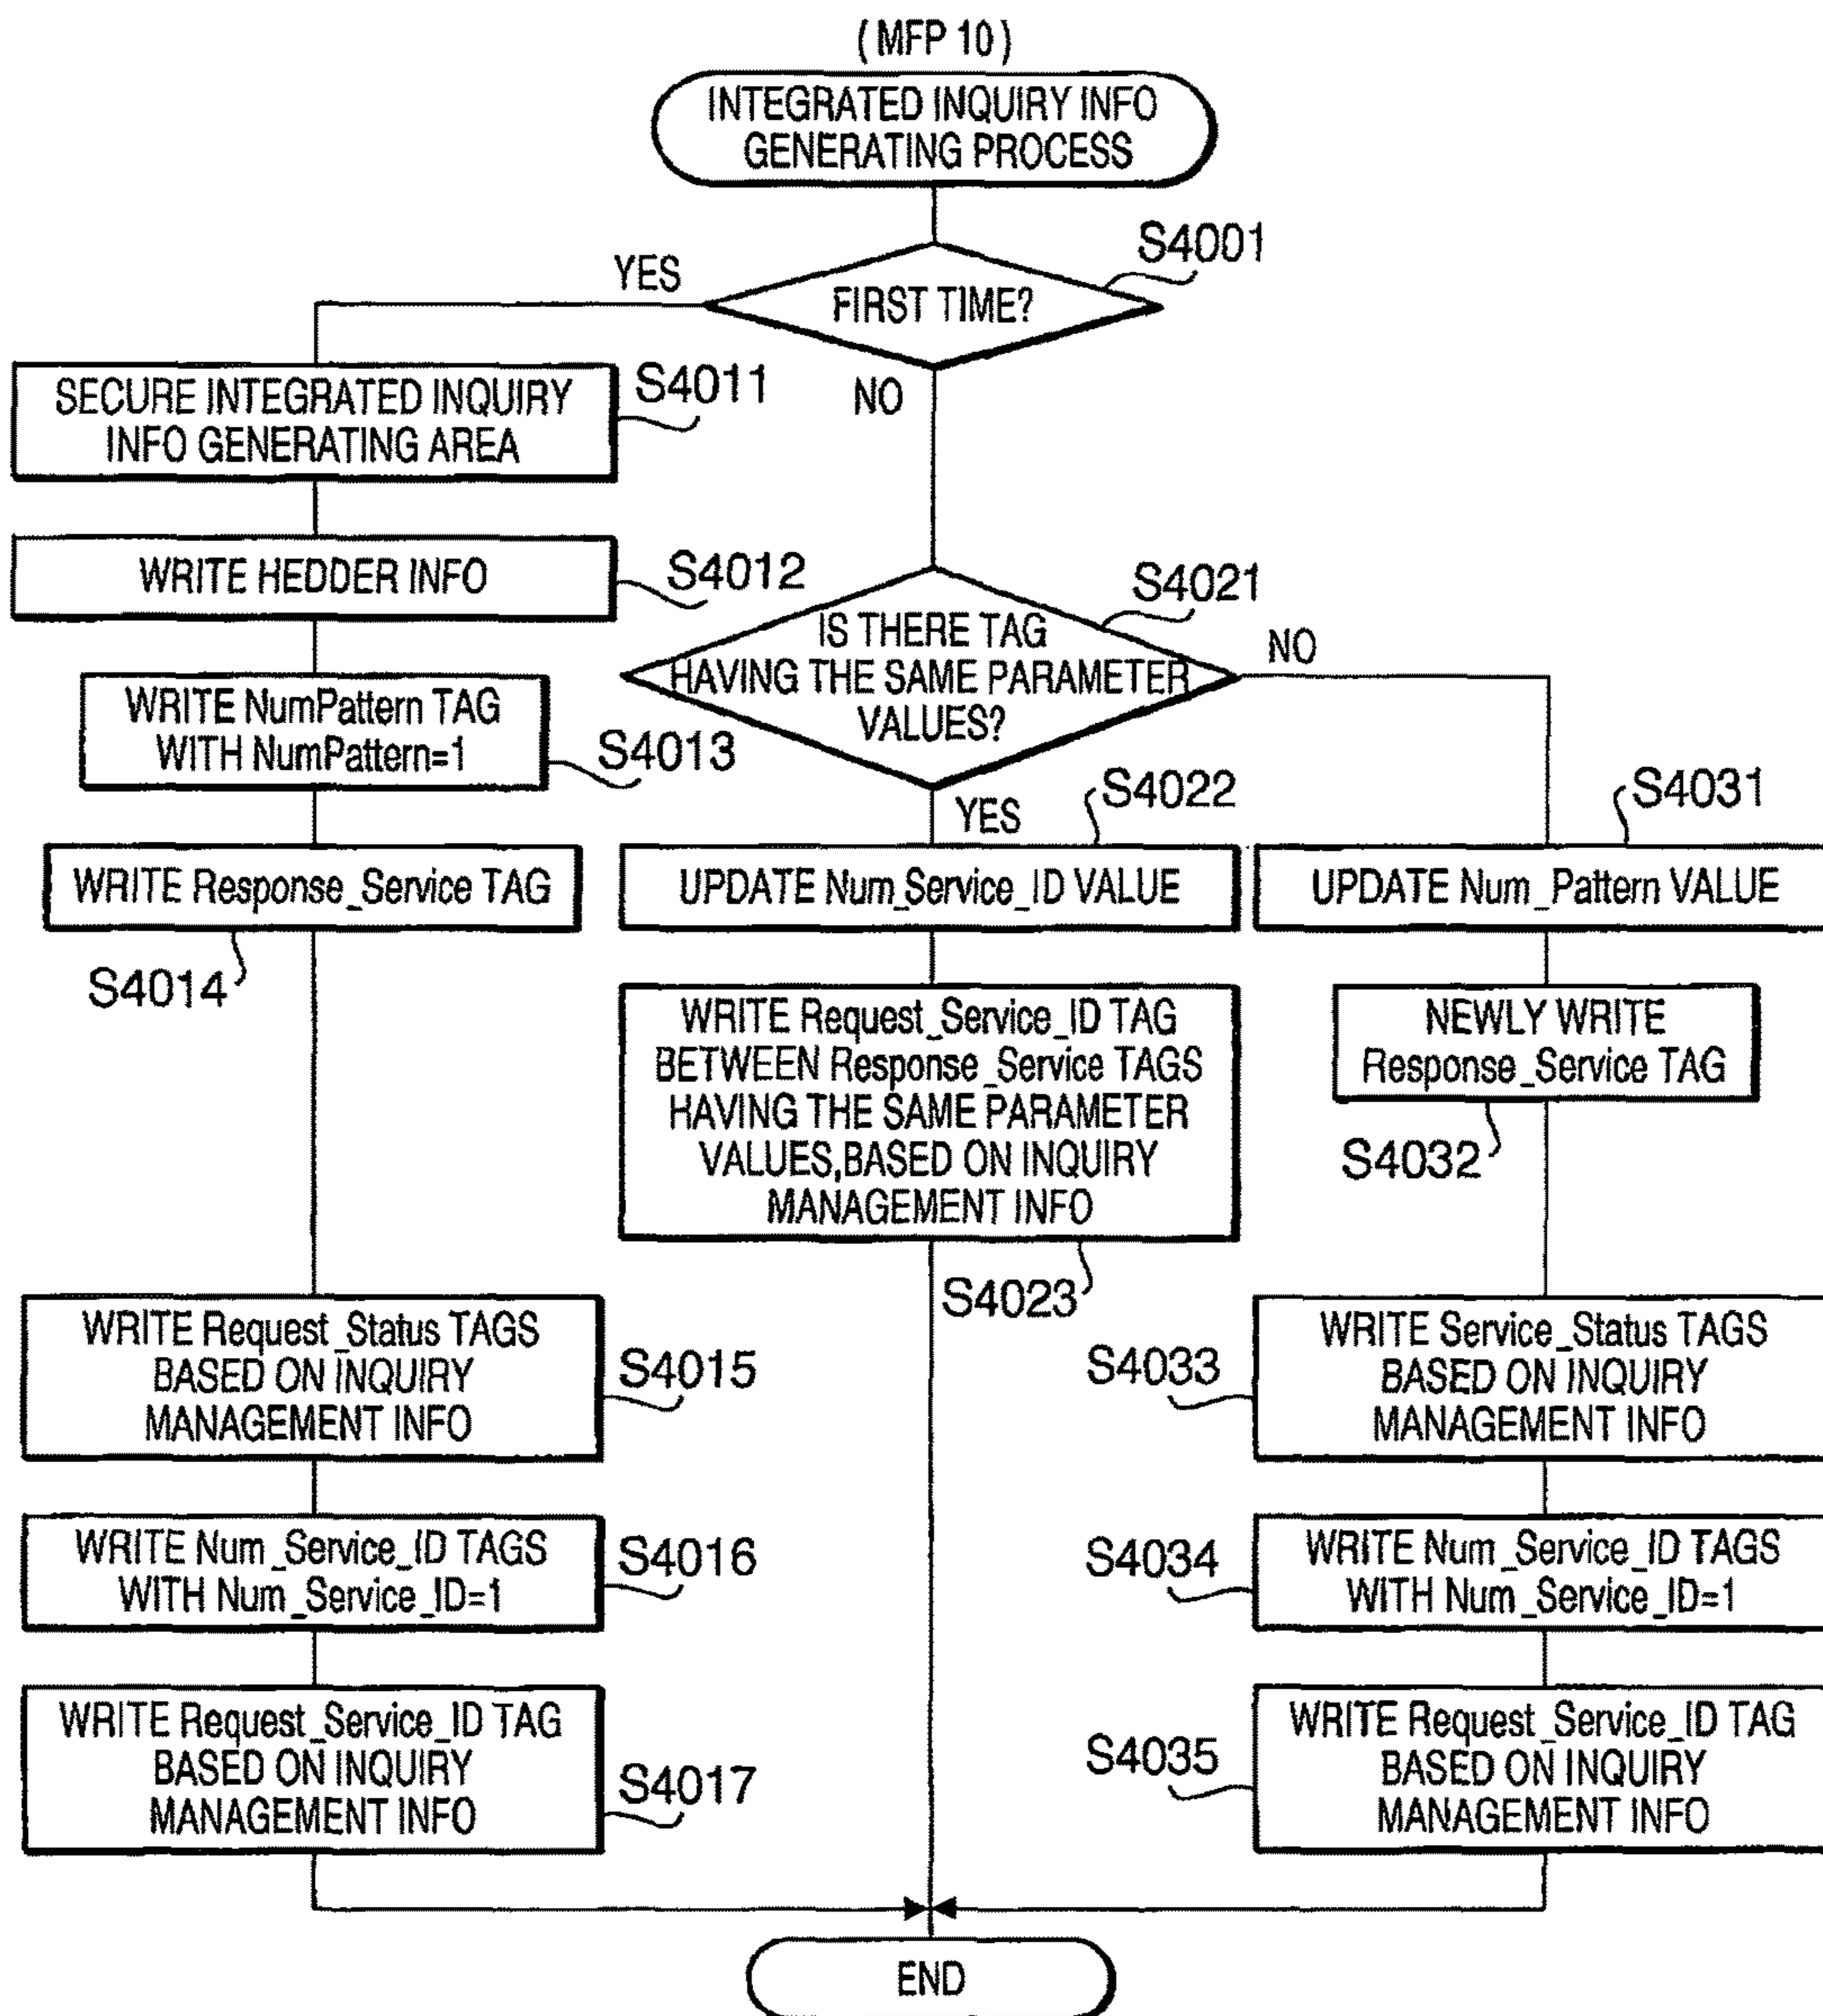 ( MFP 10 )
INTEGRATED INQUIRY INFO
GENERATING PROCESS
S4001
YES
FIRST TIME?
NO
SECURE INTEGRATED INQUIRY
INFO GENERATING AREA
S4011
WRITE HEDDER INFO
S4012
WRITE NumPattern TAG
WITH NumPattern=1
S4013
WRITE Response_Service TAG
S4014
WRITE Request_Status TAGS
BASED ON INQUIRY
MANAGEMENT INFO
S4015
WRITE Num_Service_ID TAGS
WITH Num_Service_ID=1
S4016
WRITE Request_Service_ID TAG
BASED ON INQUIRY
MANAGEMENT INFO
S4017
S4021
IS THERE TAG
HAVING THE SAME PARAMETER
VALUES?
NO
YES
S4022
UPDATE Num_Service_ID VALUE
WRITE Request_Service_ID TAG
BETWEEN Response_Service TAGS
HAVING THE SAME PARAMETER
VALUES,BASED ON INQUIRY
MANAGEMENT INFO
S4023
S4031
UPDATE Num_Pattern VALUE
NEWLY WRITE
Response_Service TAG
S4032
WRITE Service_Status TAGS
BASED ON INQUIRY
MANAGEMENT INFO
S4033
WRITE Num_Service_ID TAGS
WITH Num_Service_ID=1
S4034
WRITE Request_Service_ID TAG
BASED ON INQUIRY
MANAGEMENT INFO
S4035
END